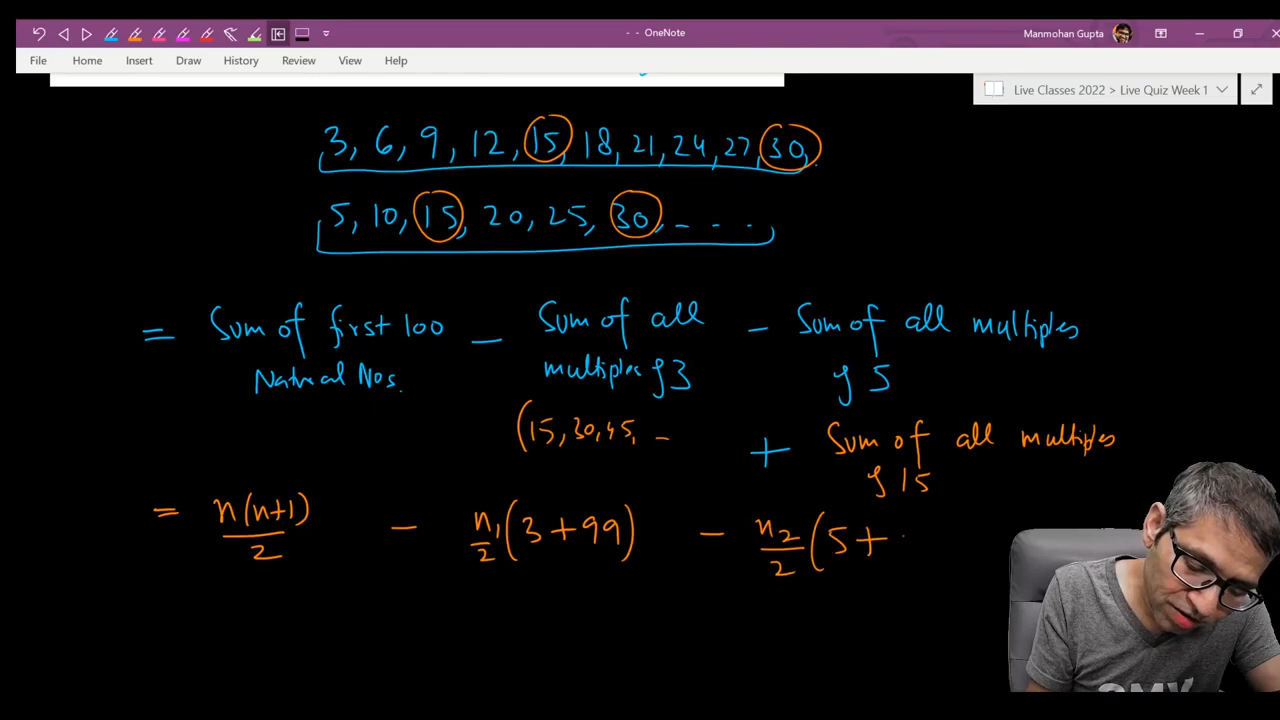 - - OneNote
Manmohan Gupta
File Home Insert Draw History Review View Help
Live Classes 2022 > Live Quiz Week 1
3, 6, 9, 12, 15, 18, 21, 24, 27, 30,
5, 10, 15, 20, 25, 30, - - - .
= Sum of first 100 - Sum of all - Sum of all multiples
Natural Nos. multiples of 3 of 5
(15, 30, 45, - + Sum of all multiples
of 15
= n(n+1)/2 - n₁/2 (3+99) - n₂/2 (5+